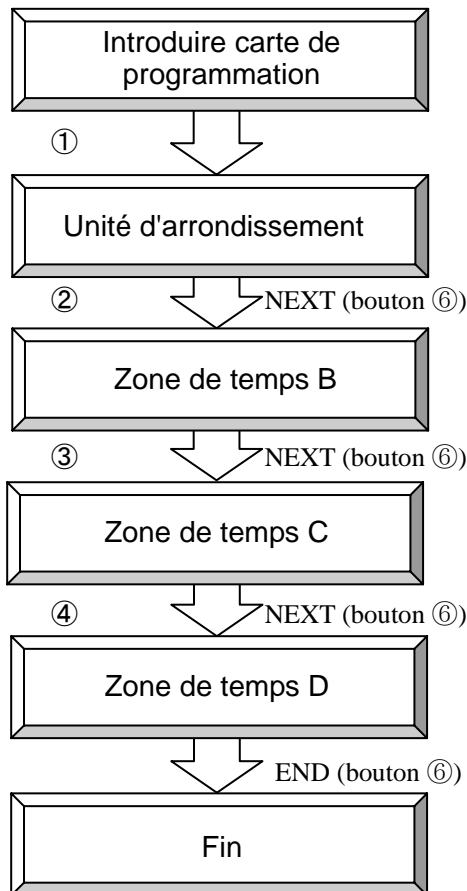 Introduire carte de
programmation
①
Unité d'arrondissement
②
NEXT (bouton ⑥)
Zone de temps B
③
NEXT (bouton ⑥)
Zone de temps C
④
NEXT (bouton ⑥)
Zone de temps D
END (bouton ⑥)
Fin